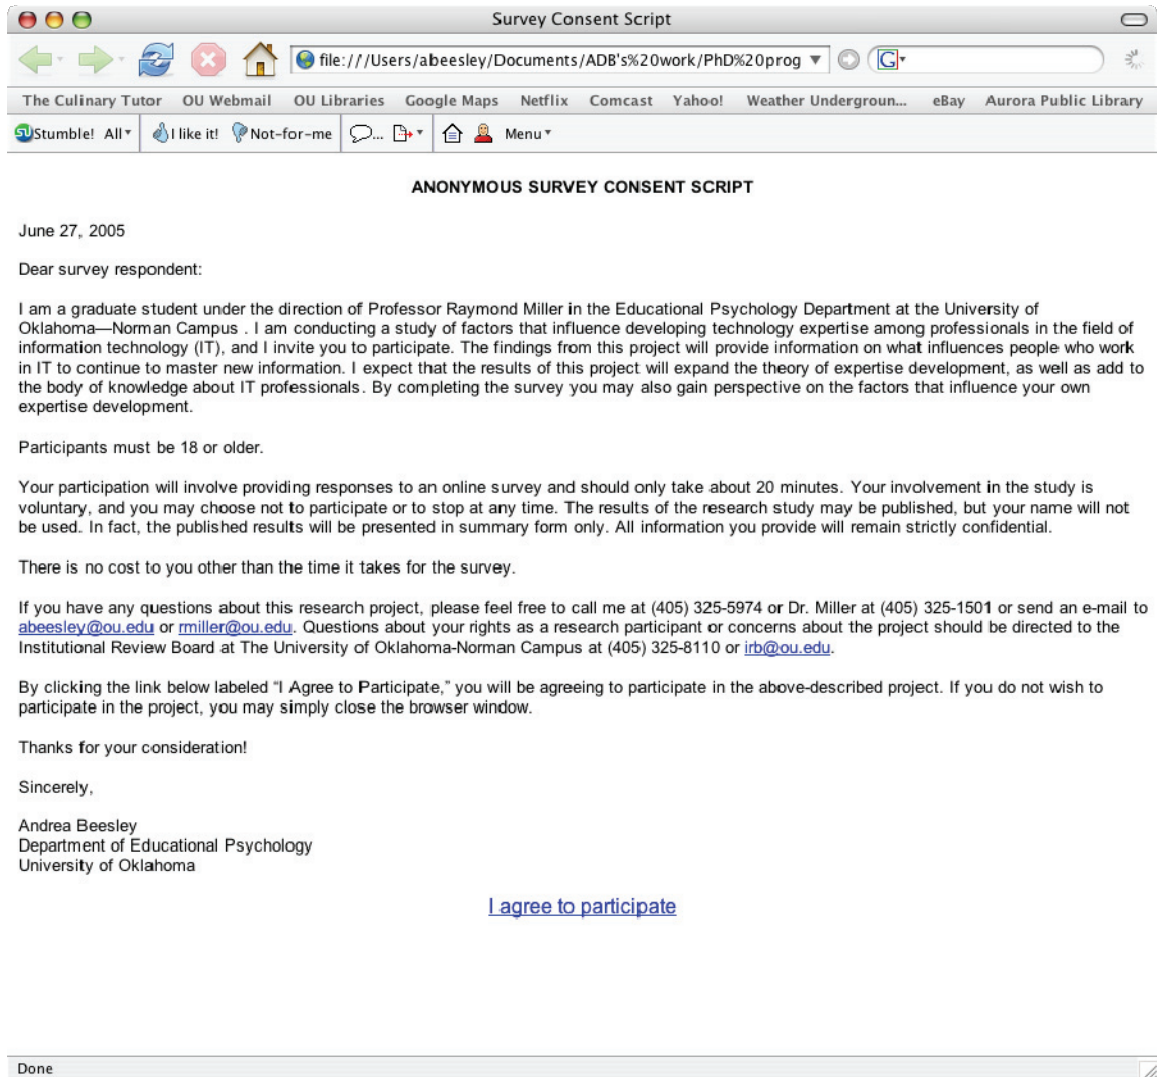 Survey Consent Script
file:///Users/abeesley/Documents/ADB's%20work/PhD%20prog
G
The Culinary Tutor OU Webmail OU Libraries Google Maps Netflix Comcast Yahoo! Weather Undergroun... eBay Aurora Public Library
Stumble! All I like it! Not-for-me ... Menu
ANONYMOUS SURVEY CONSENT SCRIPT
June 27, 2005
Dear survey respondent:
I am a graduate student under the direction of Professor Raymond Miller in the Educational Psychology Department at the University of
Oklahoma—Norman Campus . I am conducting a study of factors that influence developing technology expertise among professionals in the field of
information technology (IT), and I invite you to participate. The findings from this project will provide information on what influences people who work
in IT to continue to master new information. I expect that the results of this project will expand the theory of expertise development, as well as add to
the body of knowledge about IT professionals. By completing the survey you may also gain perspective on the factors that influence your own
expertise development.
Participants must be 18 or older.
Your participation will involve providing responses to an online survey and should only take about 20 minutes. Your involvement in the study is
voluntary, and you may choose not to participate or to stop at any time. The results of the research study may be published, but your name will not
be used. In fact, the published results will be presented in summary form only. All information you provide will remain strictly confidential.
There is no cost to you other than the time it takes for the survey.
If you have any questions about this research project, please feel free to call me at (405) 325-5974 or Dr. Miller at (405) 325-1501 or send an e-mail to
abeesley@ou.edu or rmiller@ou.edu. Questions about your rights as a research participant or concerns about the project should be directed to the
Institutional Review Board at The University of Oklahoma-Norman Campus at (405) 325-8110 or irb@ou.edu.
By clicking the link below labeled “I Agree to Participate,” you will be agreeing to participate in the above-described project. If you do not wish to
participate in the project, you may simply close the browser window.
Thanks for your consideration!
Sincerely,
Andrea Beesley
Department of Educational Psychology
University of Oklahoma
I agree to participate
Done